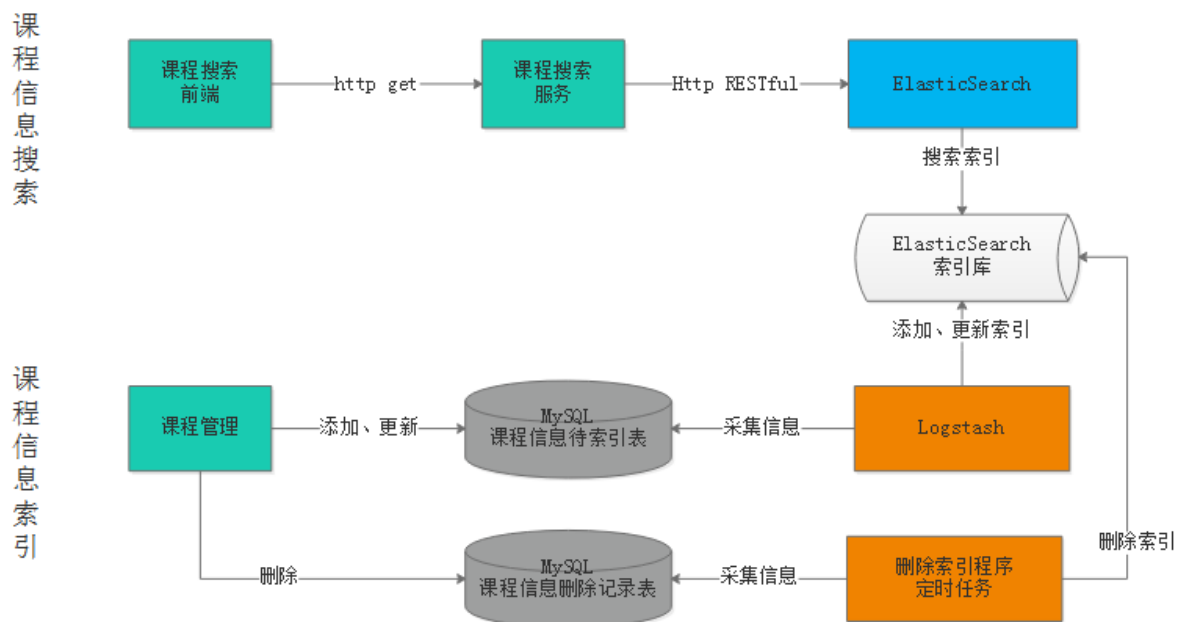 课程信息搜索
课程搜索
前端
http get
课程搜索
服务
Http RESTful
ElasticSearch
搜索索引
ElasticSearch
索引库
添加、更新索引
课程信息索引
课程管理
添加、更新
MySQL
课程信息待索引表
采集信息
Logstash
删除
MySQL
课程信息删除记录表
采集信息
删除索引程序
定时任务
删除索引